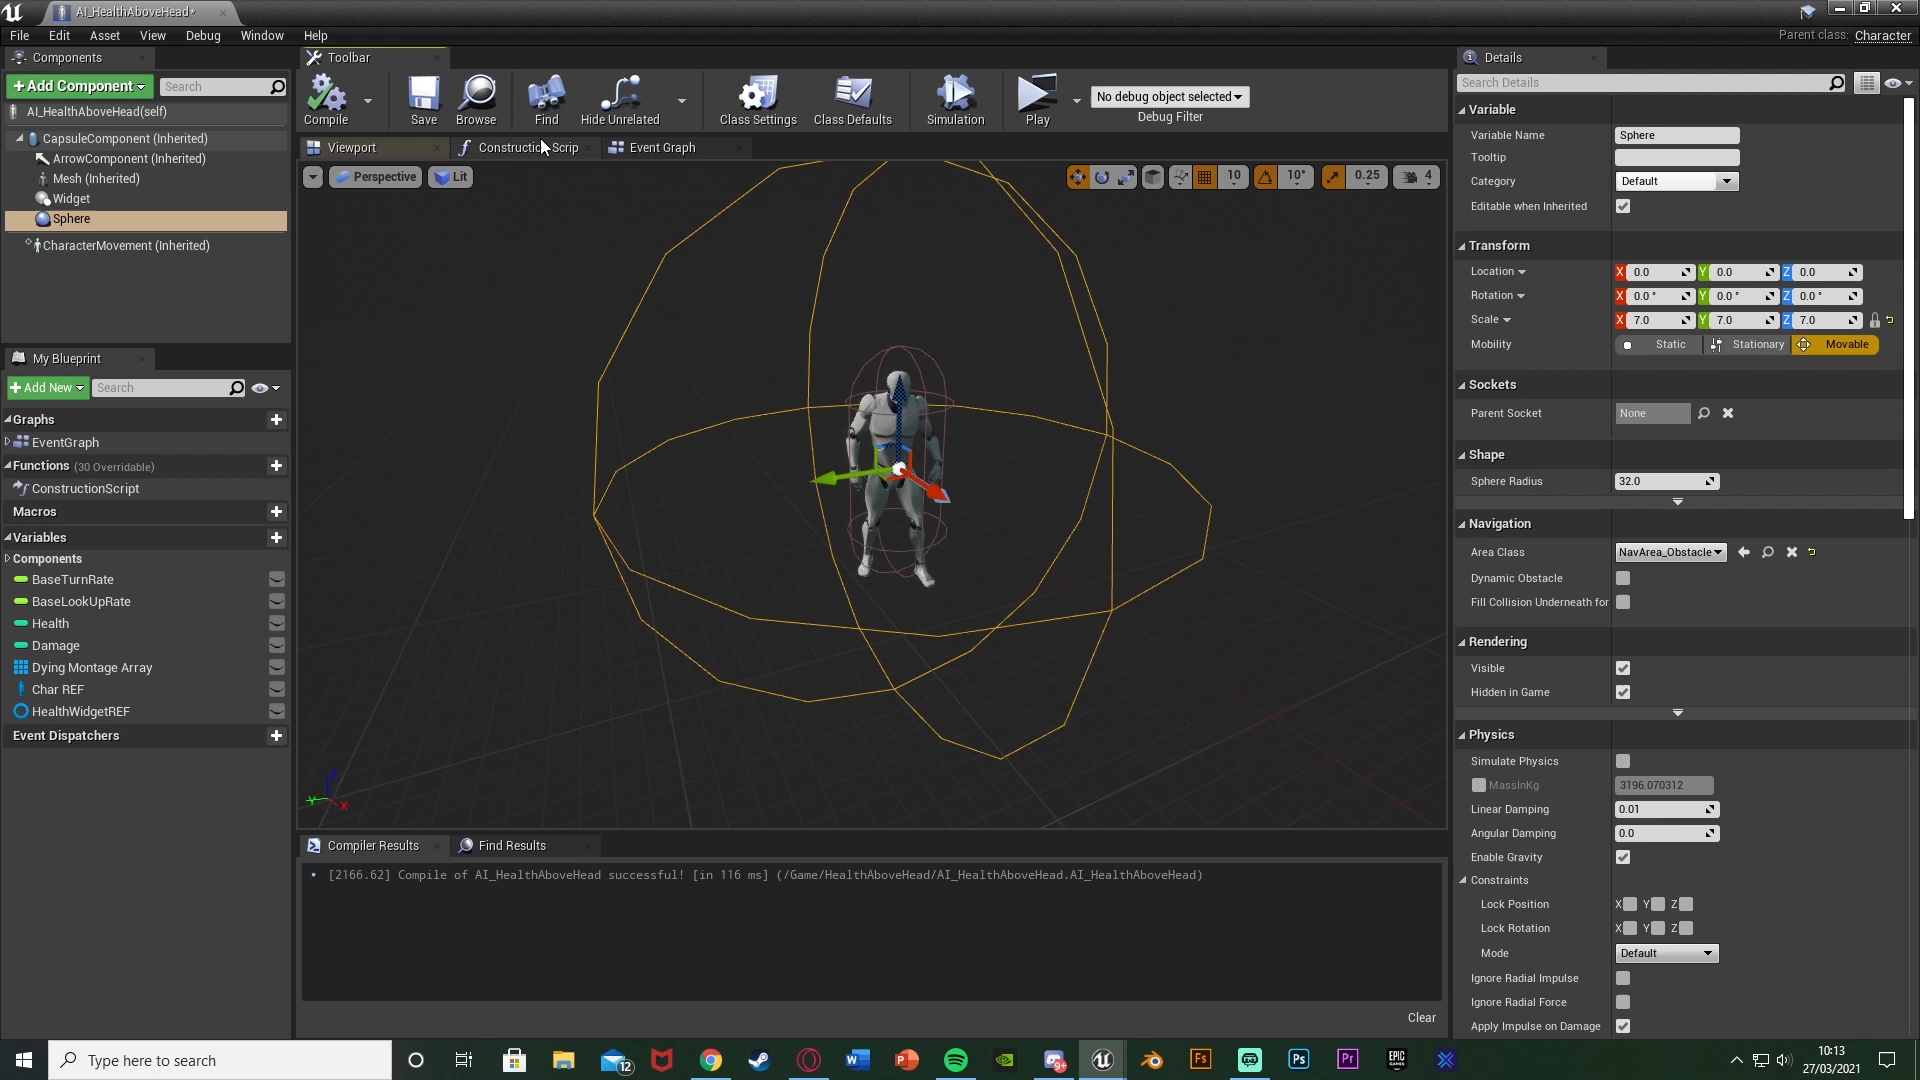 AI_HealthAboveHead*
File Edit Asset View Debug Window Help
Parent class: Character
Components
+Add Component
Search
AI_HealthAboveHead(self)
CapsuleComponent (Inherited)
ArrowComponent (Inherited)
Mesh (Inherited)
Widget
Sphere
CharacterMovement (Inherited)
My Blueprint
+Add New
Search
Graphs
EventGraph
Functions (30 Overridable)
ConstructionScript
Macros
Variables
Components
BaseTurnRate
BaseLookUpRate
Health
Damage
Dying Montage Array
Char REF
HealthWidgetREF
Event Dispatchers
Toolbar
Compile
Save
Browse
Find
Hide Unrelated
Class Settings
Class Defaults
Simulation
Play
No debug object selected
Debug Filter
Viewport
Construction Scrip
Event Graph
Perspective
Lit
10
10°
0.25
4
Z
Y
X
Compiler Results
Find Results
• [2166.62] Compile of AI_HealthAboveHead successful! [in 116 ms] (/Game/HealthAboveHead/AI_HealthAboveHead.AI_HealthAboveHead)
Clear
Details
Search Details
Variable
Variable Name Sphere
Tooltip
Category Default
Editable when Inherited
Transform
Location X 0.0 Y 0.0 Z 0.0
Rotation X 0.0 ° Y 0.0 ° Z 0.0 °
Scale X 7.0 Y 7.0 Z 7.0
Mobility Static Stationary Movable
Sockets
Parent Socket None
Shape
Sphere Radius 32.0
Navigation
Area Class NavArea_Obstacle
Dynamic Obstacle
Fill Collision Underneath for
Rendering
Visible
Hidden in Game
Physics
Simulate Physics
MassInKg 3196.070312
Linear Damping 0.01
Angular Damping 0.0
Enable Gravity
Constraints
Lock Position X Y Z
Lock Rotation X Y Z
Mode Default
Ignore Radial Impulse
Ignore Radial Force
Apply Impulse on Damage
Type here to search
12
W
P
9+
Fs
Ps
Pr
EPIC GAMES
10:13
27/03/2021